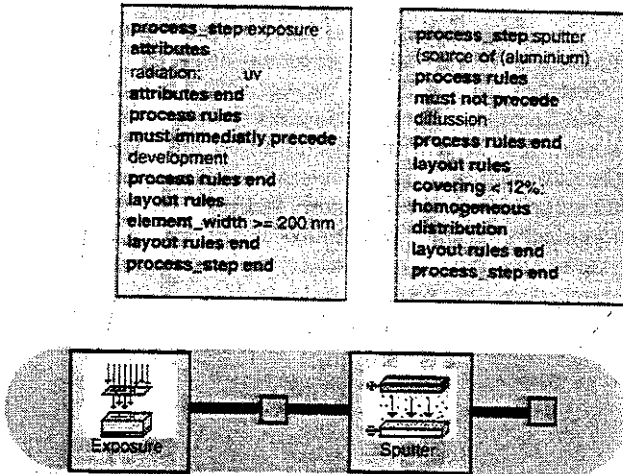 process_step exposure
attributes
radiation: uv
attributes end
process rules
must immediatly precede
development
process rules end
layout rules
element_width >= 200 nm
layout rules end
process_step end
process_step sputter
(source of (aluminium)
process rules
must not precede
diffussion
process rules end
layout rules
covering < 12%
homogeneous
distribution
layout rules end
process_step end
Exposure
Sputter